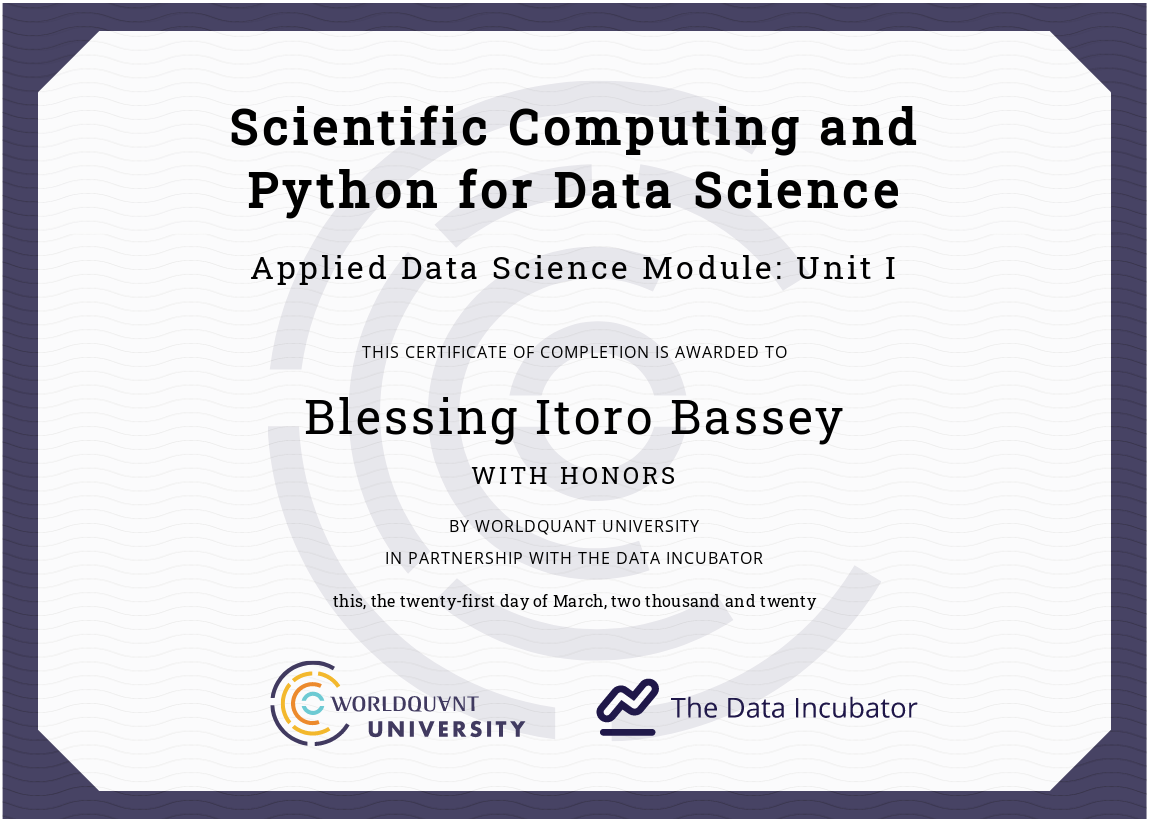 Scientific Computing and
Python for Data Science
Applied Data Science Module: Unit I
THIS CERTIFICATE OF COMPLETION IS AWARDED TO
Blessing Itoro Bassey
WITH HONORS
BY WORLDQUANT UNIVERSITY
IN PARTNERSHIP WITH THE DATA INCUBATOR
this, the twenty-first day of March, two thousand and twenty
WORLDQUANT
UNIVERSITY
The Data Incubator